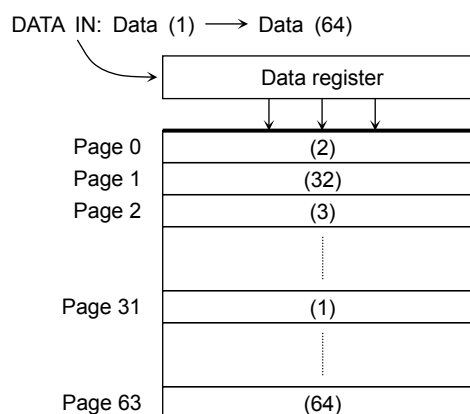 DATA IN: Data (1) → Data (64)
Data register
Page 0 (2)
Page 1 (32)
Page 2 (3)
Page 31 (1)
Page 63 (64)